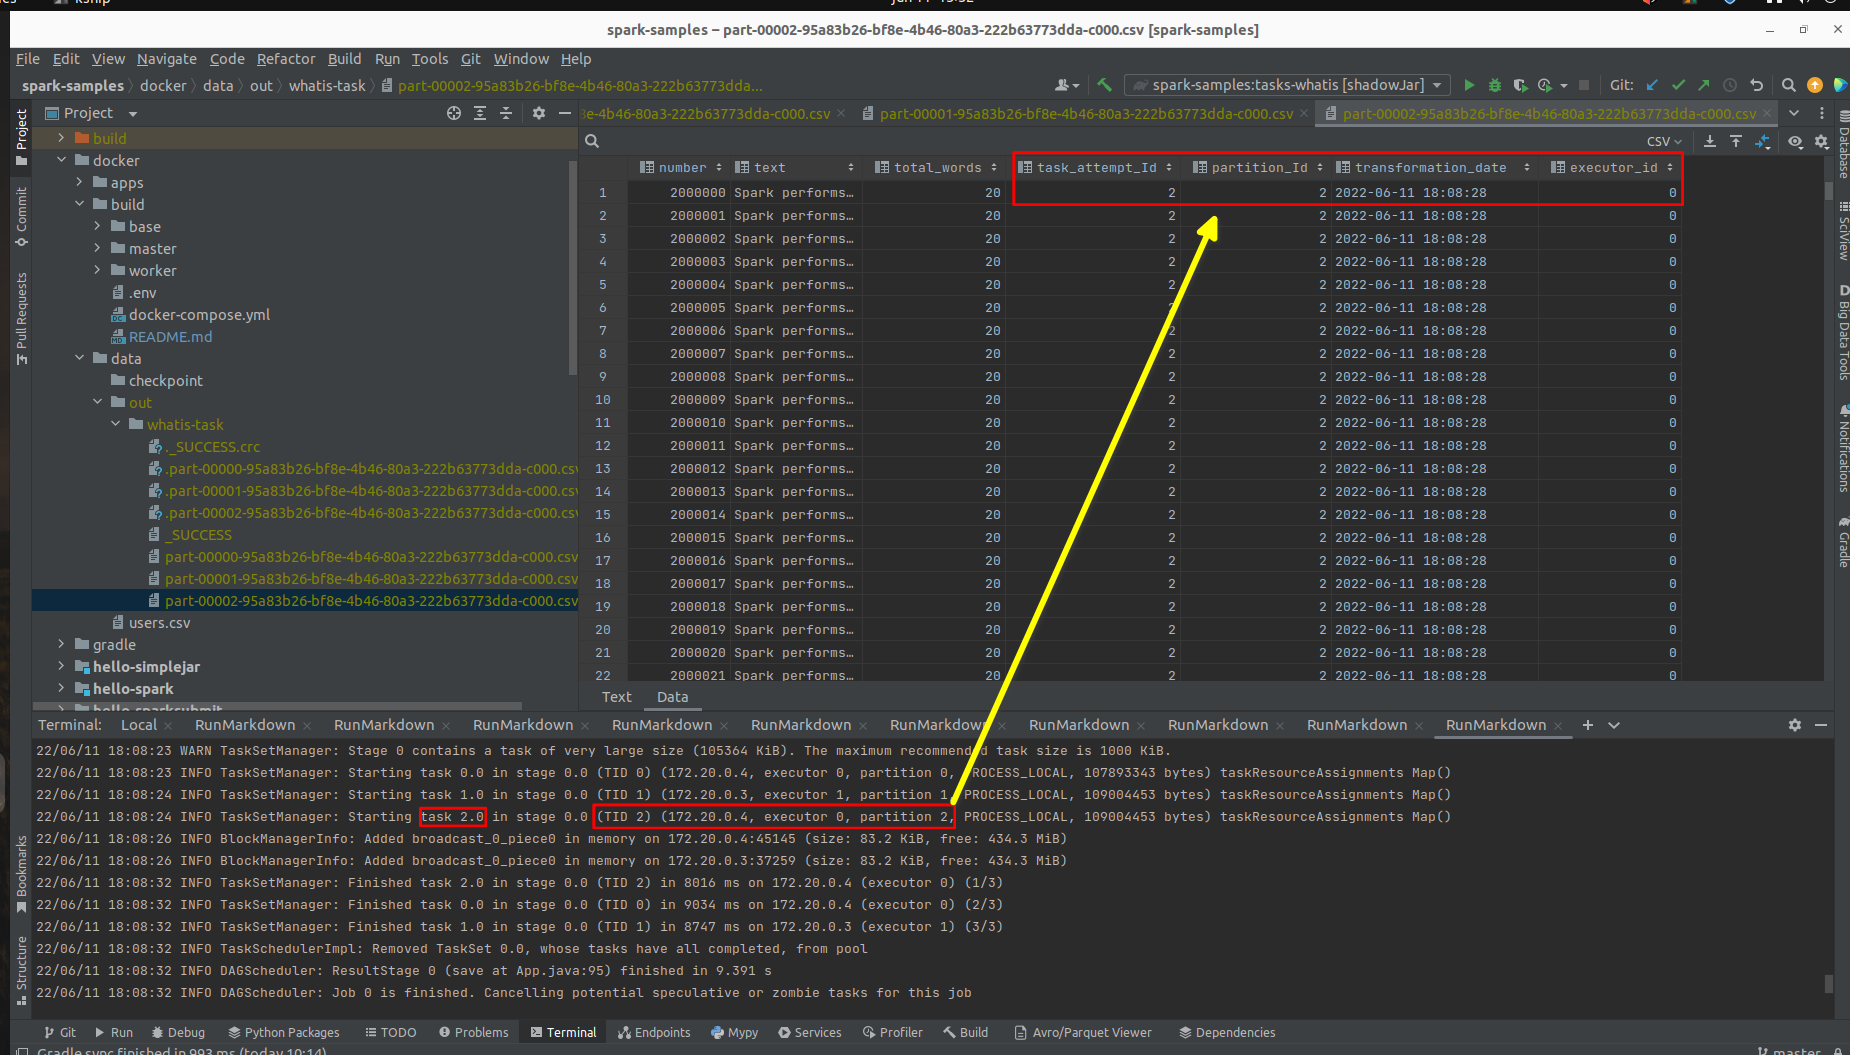 spark-samples – part-00002-95a83b26-bf8e-4b46-80a3-222b63773dda-c000.csv [spark-samples]
File Edit View Navigate Code Refactor Build Run Tools Git Window Help
spark-samples docker data out whatis-task part-00002-95a83b26-bf8e-4b46-80a3-222b63773dda... spark-samples:tasks-whatis [shadowJar] Git:
Project 8e-4b46-80a3-222b63773dda-c000.csv part-00001-95a83b26-bf8e-4b46-80a3-222b63773dda-c000.csv part-00002-95a83b26-bf8e-4b46-80a3-222b63773dda-c000.csv
Project
Commit
Pull Requests
Bookmarks
Structure
build
docker
apps
build
base
master
worker
.env
docker-compose.yml
README.md
data
checkpoint
out
whatis-task
._SUCCESS.crc
.part-00000-95a83b26-bf8e-4b46-80a3-222b63773dda-c000.csv
.part-00001-95a83b26-bf8e-4b46-80a3-222b63773dda-c000.csv
.part-00002-95a83b26-bf8e-4b46-80a3-222b63773dda-c000.csv
_SUCCESS
part-00000-95a83b26-bf8e-4b46-80a3-222b63773dda-c000.csv
part-00001-95a83b26-bf8e-4b46-80a3-222b63773dda-c000.csv
part-00002-95a83b26-bf8e-4b46-80a3-222b63773dda-c000.csv
users.csv
gradle
hello-simplejar
hello-spark
hello-sparksubmit
CSV
number text total_words task_attempt_Id partition_Id transformation_date executor_id
1 2000000 Spark performs… 20 2 2 2022-06-11 18:08:28 0
2 2000001 Spark performs… 20 2 2 2022-06-11 18:08:28 0
3 2000002 Spark performs… 20 2 2 2022-06-11 18:08:28 0
4 2000003 Spark performs… 20 2 2 2022-06-11 18:08:28 0
5 2000004 Spark performs… 20 2 2 2022-06-11 18:08:28 0
6 2000005 Spark performs… 20 2 2 2022-06-11 18:08:28 0
7 2000006 Spark performs… 20 2 2 2022-06-11 18:08:28 0
8 2000007 Spark performs… 20 2 2 2022-06-11 18:08:28 0
9 2000008 Spark performs… 20 2 2 2022-06-11 18:08:28 0
10 2000009 Spark performs… 20 2 2 2022-06-11 18:08:28 0
11 2000010 Spark performs… 20 2 2 2022-06-11 18:08:28 0
12 2000011 Spark performs… 20 2 2 2022-06-11 18:08:28 0
13 2000012 Spark performs… 20 2 2 2022-06-11 18:08:28 0
14 2000013 Spark performs… 20 2 2 2022-06-11 18:08:28 0
15 2000014 Spark performs… 20 2 2 2022-06-11 18:08:28 0
16 2000015 Spark performs… 20 2 2 2022-06-11 18:08:28 0
17 2000016 Spark performs… 20 2 2 2022-06-11 18:08:28 0
18 2000017 Spark performs… 20 2 2 2022-06-11 18:08:28 0
19 2000018 Spark performs… 20 2 2 2022-06-11 18:08:28 0
20 2000019 Spark performs… 20 2 2 2022-06-11 18:08:28 0
21 2000020 Spark performs… 20 2 2 2022-06-11 18:08:28 0
22 2000021 Spark performs… 20 2 2 2022-06-11 18:08:28 0
Text Data
Database
SciView
Big Data Tools
Notifications
Gradle
Terminal: Local RunMarkdown RunMarkdown RunMarkdown RunMarkdown RunMarkdown RunMarkdown RunMarkdown RunMarkdown RunMarkdown RunMarkdown
22/06/11 18:08:23 WARN TaskSetManager: Stage 0 contains a task of very large size (105364 KiB). The maximum recommended task size is 1000 KiB.
22/06/11 18:08:23 INFO TaskSetManager: Starting task 0.0 in stage 0.0 (TID 0) (172.20.0.4, executor 0, partition 0, PROCESS_LOCAL, 107893343 bytes) taskResourceAssignments Map()
22/06/11 18:08:24 INFO TaskSetManager: Starting task 1.0 in stage 0.0 (TID 1) (172.20.0.3, executor 1, partition 1, PROCESS_LOCAL, 109004453 bytes) taskResourceAssignments Map()
22/06/11 18:08:24 INFO TaskSetManager: Starting task 2.0 in stage 0.0 (TID 2) (172.20.0.4, executor 0, partition 2, PROCESS_LOCAL, 109004453 bytes) taskResourceAssignments Map()
22/06/11 18:08:26 INFO BlockManagerInfo: Added broadcast_0_piece0 in memory on 172.20.0.4:45145 (size: 83.2 KiB, free: 434.3 MiB)
22/06/11 18:08:26 INFO BlockManagerInfo: Added broadcast_0_piece0 in memory on 172.20.0.3:37259 (size: 83.2 KiB, free: 434.3 MiB)
22/06/11 18:08:32 INFO TaskSetManager: Finished task 2.0 in stage 0.0 (TID 2) in 8016 ms on 172.20.0.4 (executor 0) (1/3)
22/06/11 18:08:32 INFO TaskSetManager: Finished task 0.0 in stage 0.0 (TID 0) in 9034 ms on 172.20.0.4 (executor 0) (2/3)
22/06/11 18:08:32 INFO TaskSetManager: Finished task 1.0 in stage 0.0 (TID 1) in 8747 ms on 172.20.0.3 (executor 1) (3/3)
22/06/11 18:08:32 INFO TaskSchedulerImpl: Removed TaskSet 0.0, whose tasks have all completed, from pool
22/06/11 18:08:32 INFO DAGScheduler: ResultStage 0 (save at App.java:95) finished in 9.391 s
22/06/11 18:08:32 INFO DAGScheduler: Job 0 is finished. Cancelling potential speculative or zombie tasks for this job
Git Run Debug Python Packages TODO Problems Terminal Endpoints Mypy Services Profiler Build Avro/Parquet Viewer Dependencies
Gradle sync finished in 993 ms (today 10:14) master